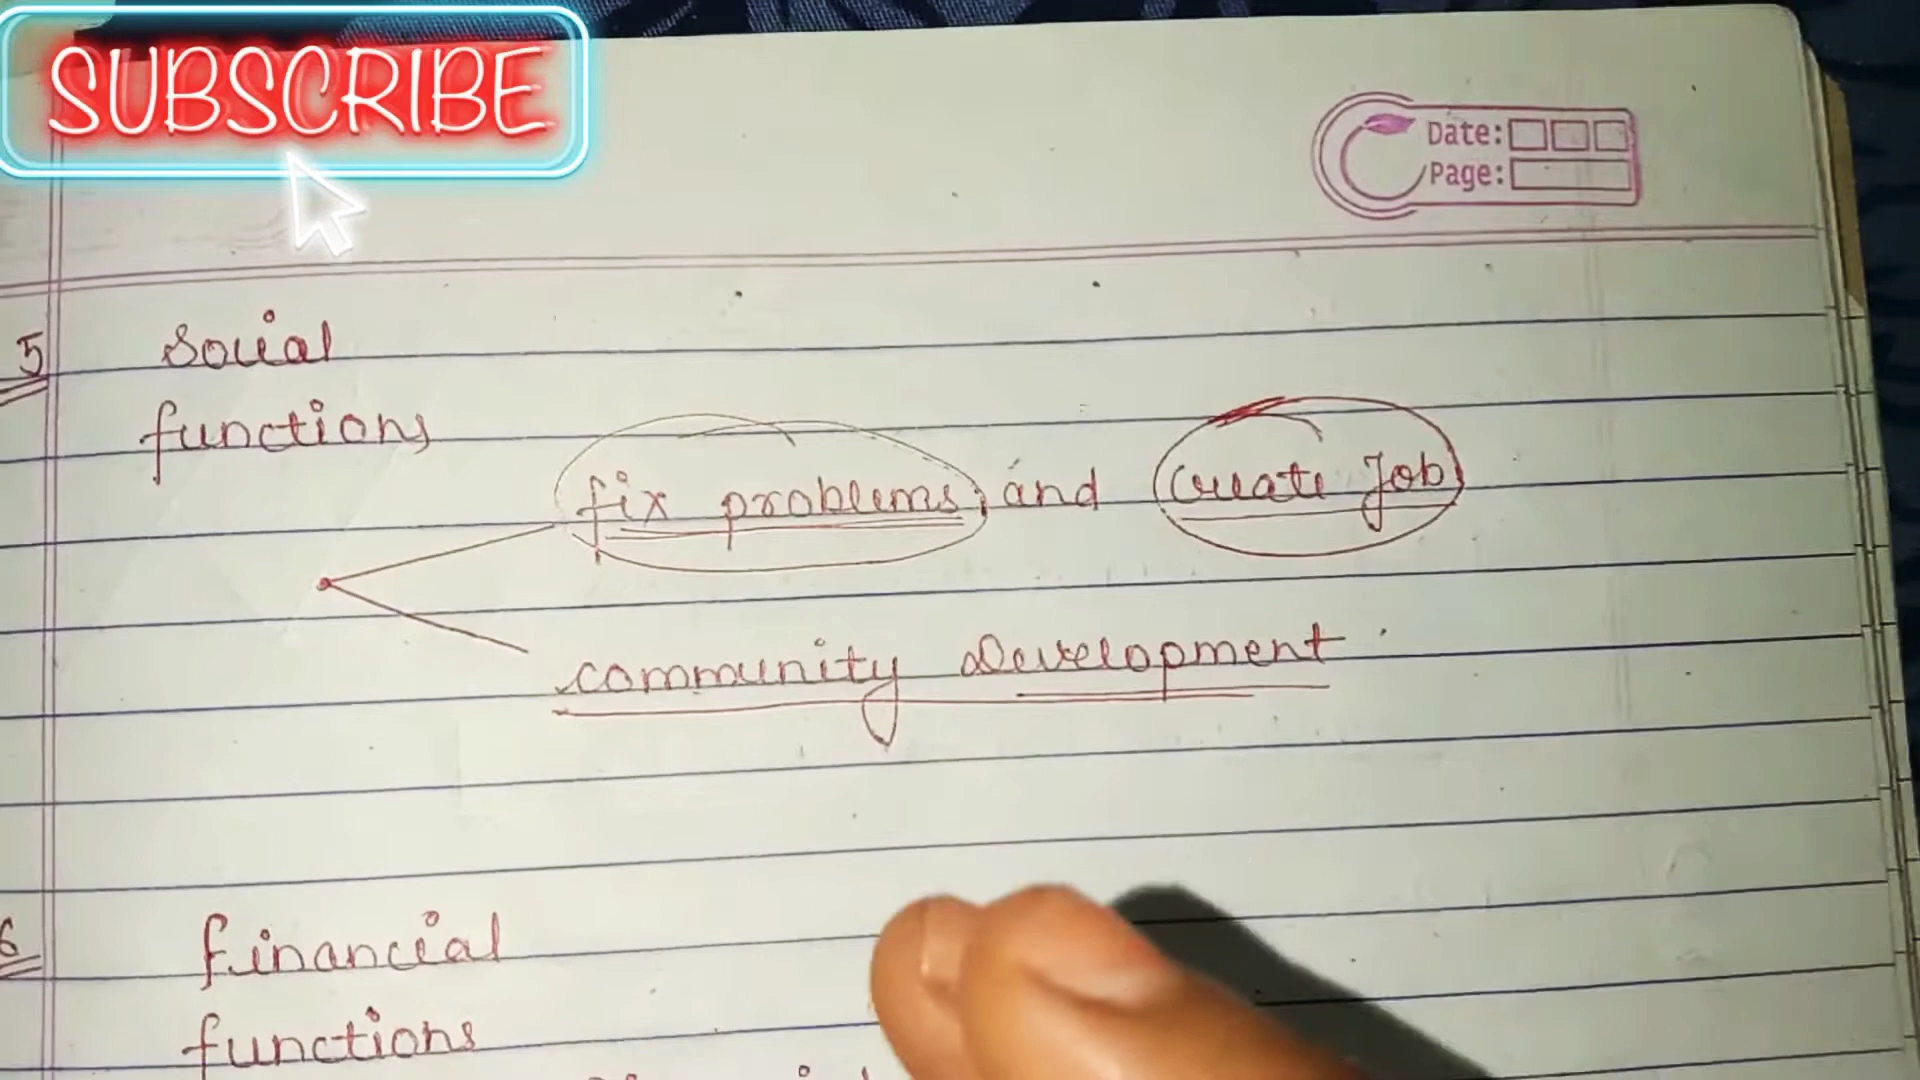 SUBSCRIBE
Date:
Page:
5 Social
functions
fix problems and create Job
community Development
6 financial
functions